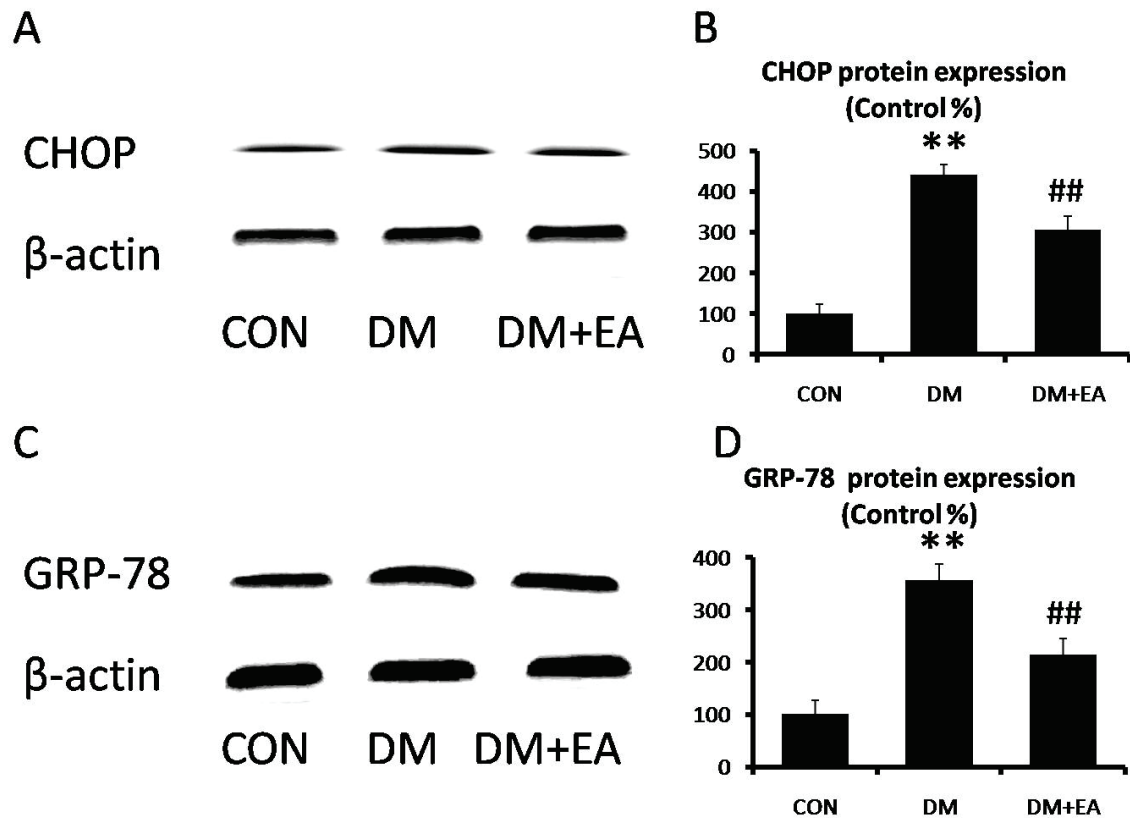 A
CHOP
β-actin
CON DM DM+EA
B
CHOP protein expression
(Control %)
**
##
500
400
300
200
100
0
CON DM DM+EA
C
GRP-78
β-actin
CON DM DM+EA
D
GRP-78 protein expression
(Control %)
**
##
400
300
200
100
0
CON DM DM+EA